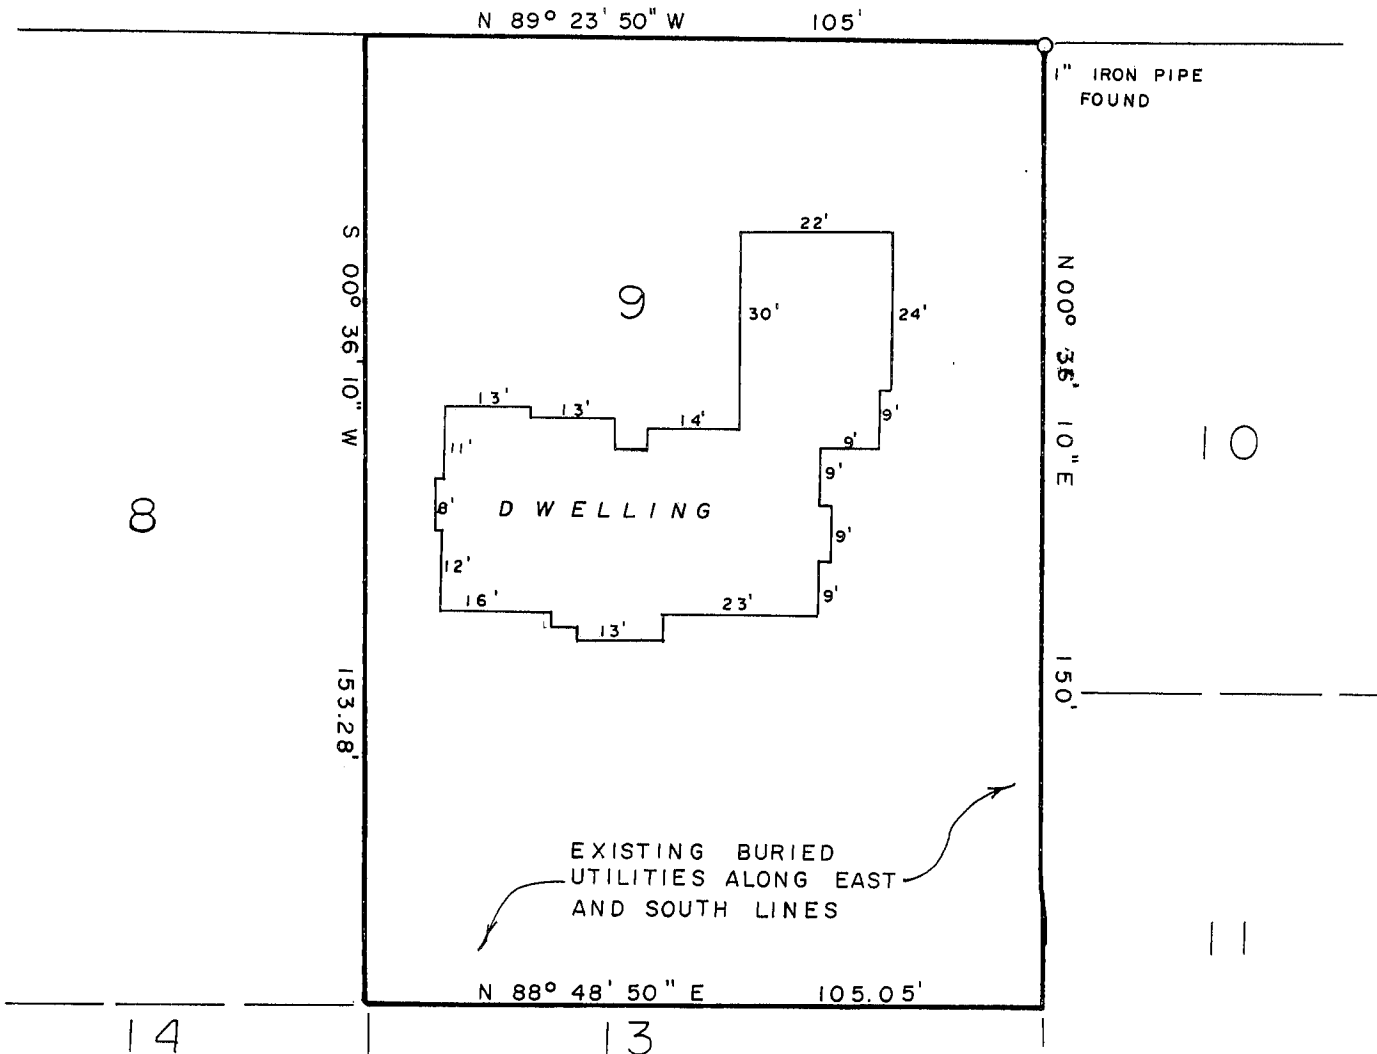 N 89° 23' 50" W 105'
1" IRON PIPE
FOUND
S 00° 36' 10" W
153.28'
N 00° 36' 10" E
150'
22'
30'
24'
9
13'
13'
14'
9'
9'
11'
9'
8'
DWELLING
9'
12'
9'
16'
23'
13'
8
10
EXISTING BURIED
UTILITIES ALONG EAST
AND SOUTH LINES
11
N 88° 48' 50" E 105.05'
14
13